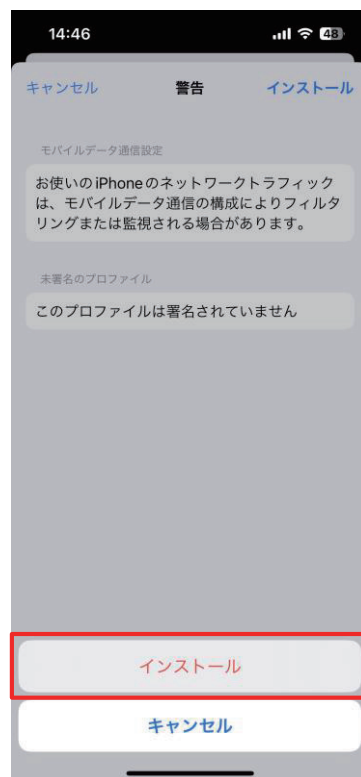 14:46
48
キャンセル 警告 インストール
モバイルデータ通信設定
お使いのiPhoneのネットワークトラフィック
は、モバイルデータ通信の構成によりフィルタ
リングまたは監視される場合があります。
未署名のプロファイル
このプロファイルは署名されていません
インストール
キャンセル